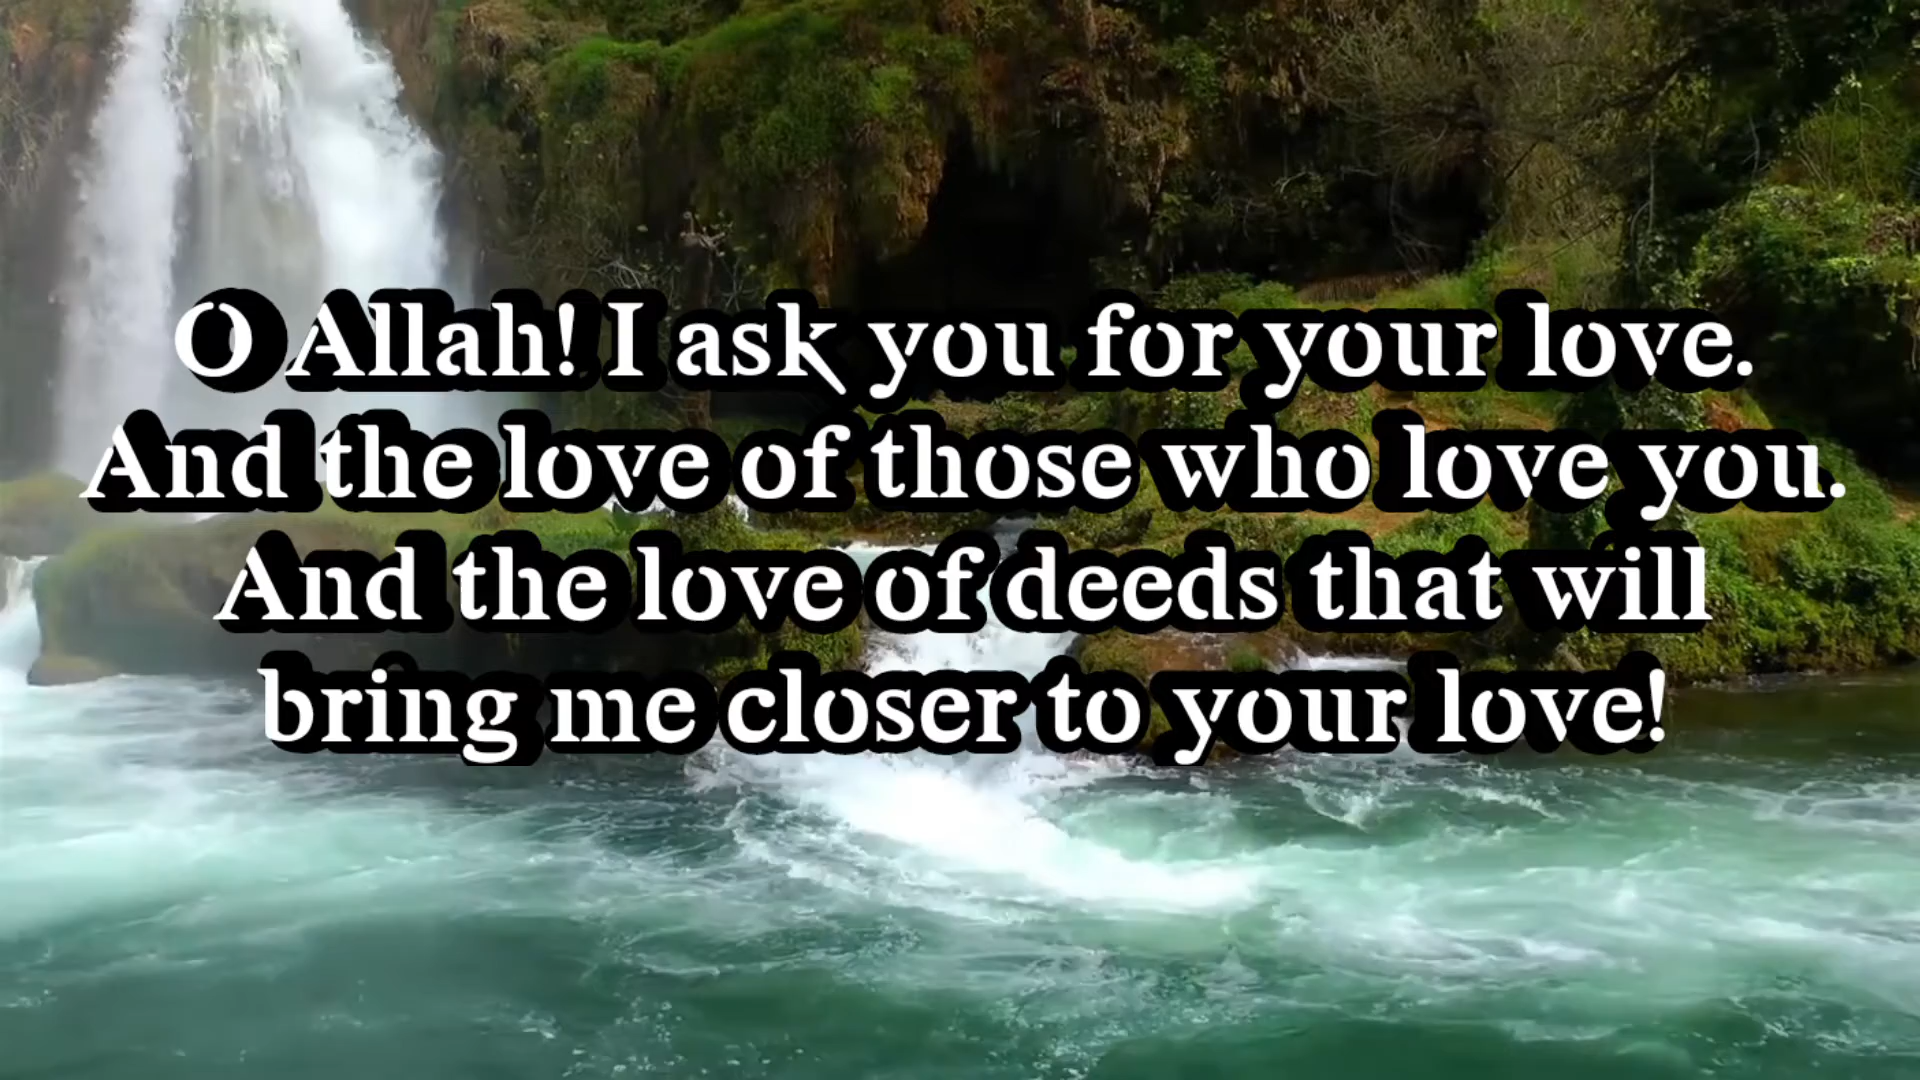 O Allah! I ask you for your love.
And the love of those who love you.
And the love of deeds that will
bring me closer to your love!